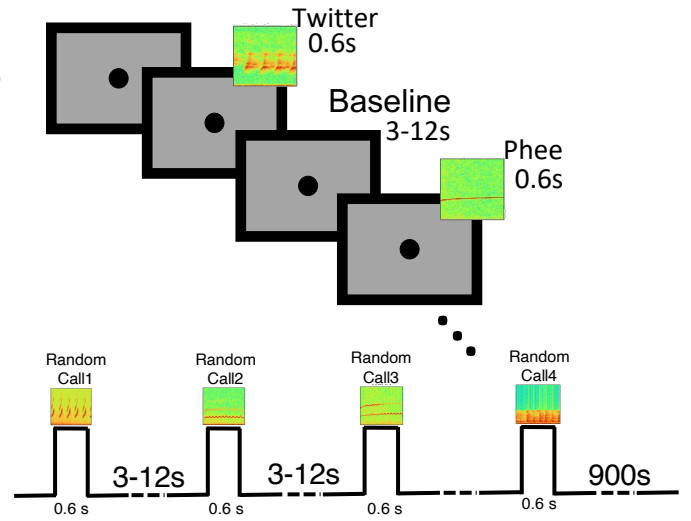 Twitter
0.6s
Baseline
3-12s
Phee
0.6s
Random
Call1
Random
Call2
Random
Call3
Random
Call4
3-12s
3-12s
900s
0.6 s
0.6 s
0.6 s
0.6 s